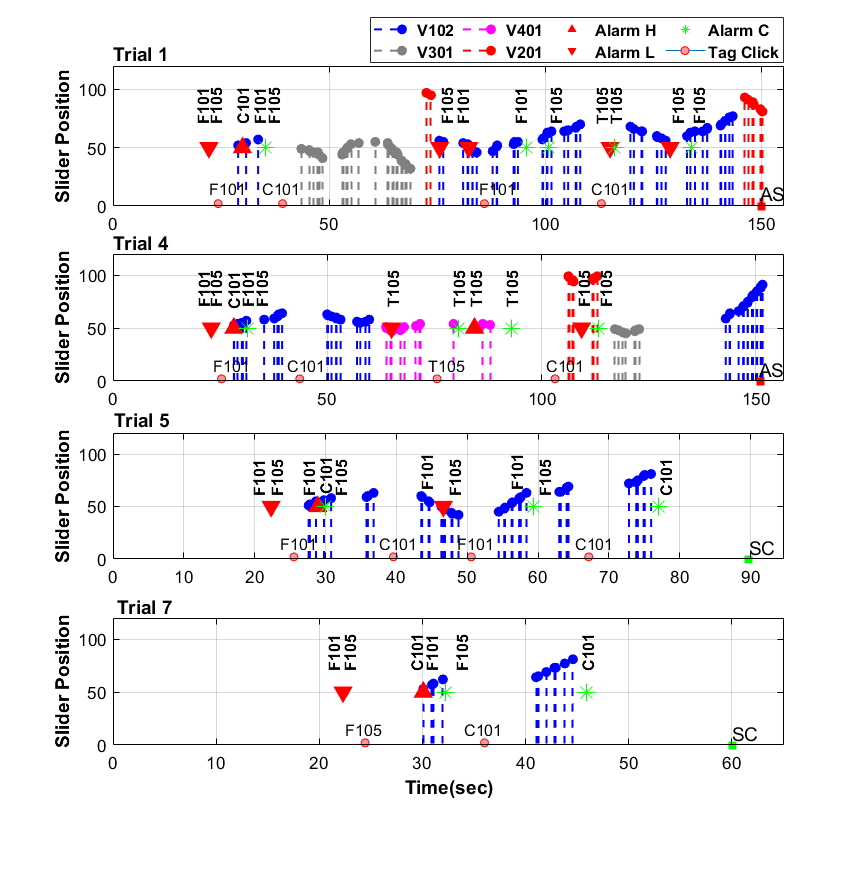 V102 V401 Alarm H Alarm C
V301 V201 Alarm L Tag Click
Trial 1
Slider Position
100
50
0
F101 F105 C101 F101 F105 F105 F101 F101 F105 T105 T105 F105 F105
F101 C101 F101 C101 AS
0 50 100 150
Trial 4
Slider Position
100
50
0
F101 F105 C101 F101 F105 T105 T105 T105 T105 F105 F105
F101 C101 T105 C101 AS
0 50 100 150
Trial 5
Slider Position
100
50
0
F101 F105 F101 C101 F105 F101 F105 F101 F105 C101
F101 C101 F101 C101 SC
0 10 20 30 40 50 60 70 80 90
Trial 7
Slider Position
100
50
0
F101 F105 C101 F101 F105 C101
F105 C101 SC
0 10 20 30 40 50 60
Time(sec)